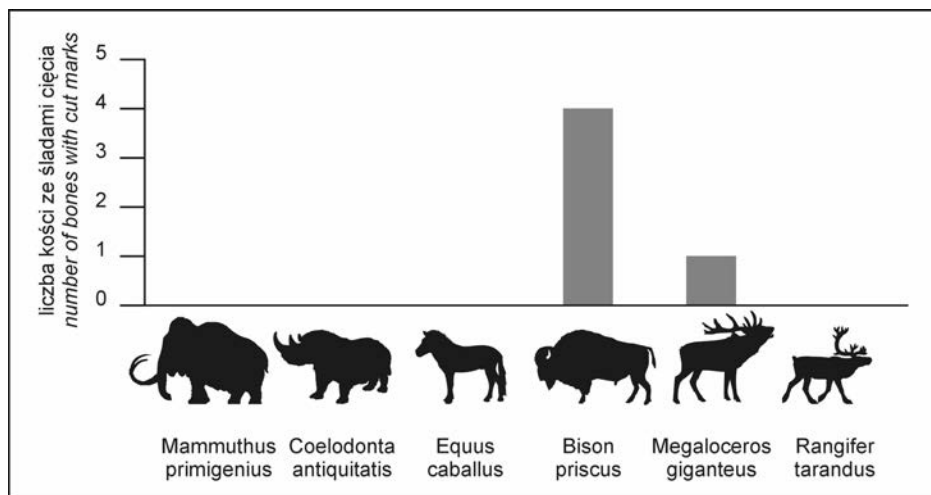 liczba kości ze śladami cięcia
number of bones with cut marks
5
4
3
2
1
0
Mammuthus
primigenius
Coelodonta
antiquitatis
Equus
caballus
Bison
priscus
Megaloceros
giganteus
Rangifer
tarandus